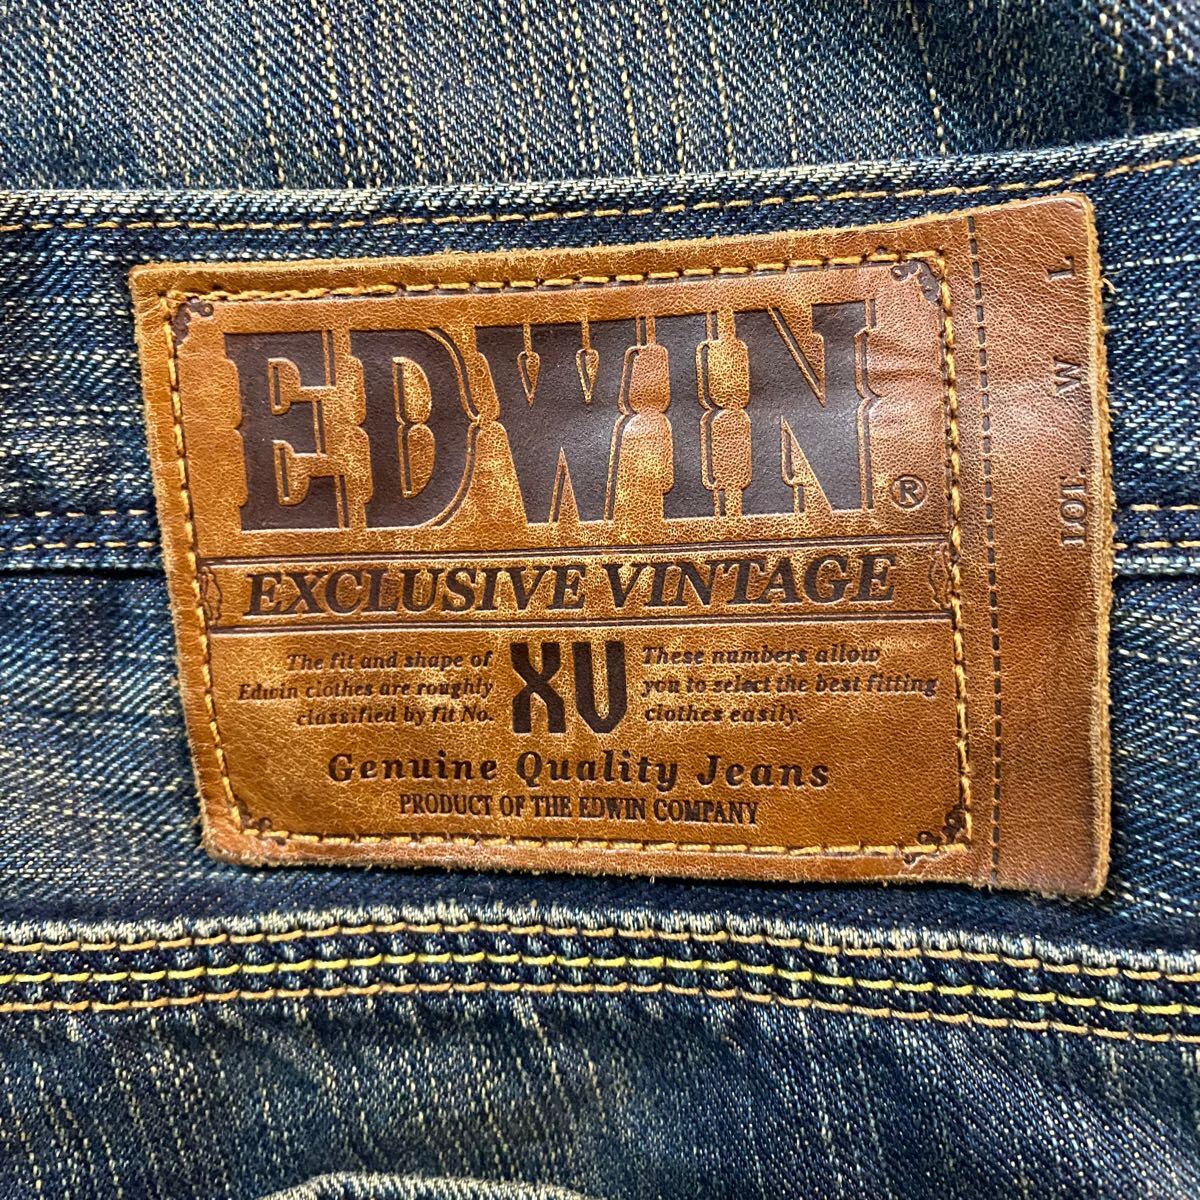 EDWIN®
EXCLUSIVE VINTAGE
The fit and shape of
Edwin clothes are roughly
classified by fit No.
XV
These numbers allow
you to select the best fitting
clothes easily.
Genuine Quality Jeans
PRODUCT OF THE EDWIN COMPANY
LOT.
W
L